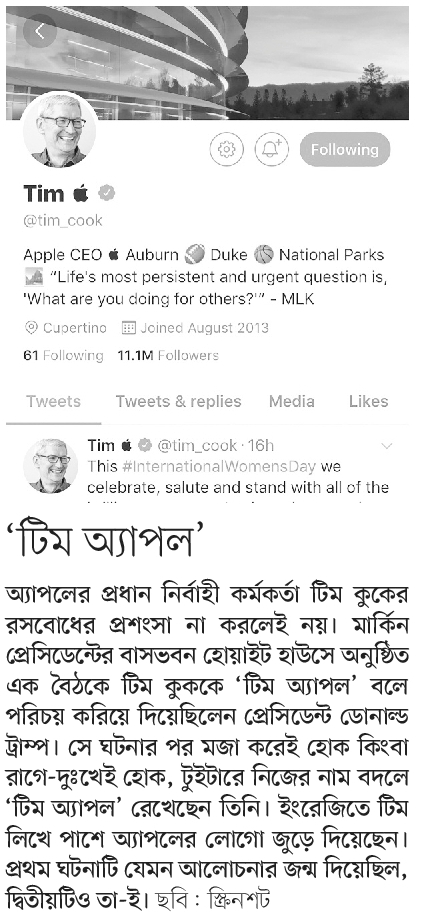 Tim 
@tim_cook
Following
Apple CEO  Auburn 🏈 Duke 🏀 National Parks
🏞 "Life's most persistent and urgent question is,
'What are you doing for others?'" - MLK
Cupertino Joined August 2013
61 Following 11.1M Followers
Tweets Tweets & replies Media Likes
Tim  @tim_cook · 16h
This #InternationalWomensDay we
celebrate, salute and stand with all of the
‘টিম অ্যাপল’
অ্যাপলের প্রধান নির্বাহী কর্মকর্তা টিম কুকের
রসবোধের প্রশংসা না করলেই নয়। মার্কিন
প্রেসিডেন্টের বাসভবন হোয়াইট হাউসে অনুষ্ঠিত
এক বৈঠকে টিম কুককে ‘টিম অ্যাপল’ বলে
পরিচয় করিয়ে দিয়েছিলেন প্রেসিডেন্ট ডোনাল্ড
ট্রাম্প। সে ঘটনার পর মজা করেই হোক কিংবা
রাগে-দুঃখেই হোক, টুইটারে নিজের নাম বদলে
‘টিম অ্যাপল’ রেখেছেন তিনি। ইংরেজিতে টিম
লিখে পাশে অ্যাপলের লোগো জুড়ে দিয়েছেন।
প্রথম ঘটনাটি যেমন আলোচনার জন্ম দিয়েছিল,
দ্বিতীয়টিও তা-ই। ছবি : স্ক্রিনশট